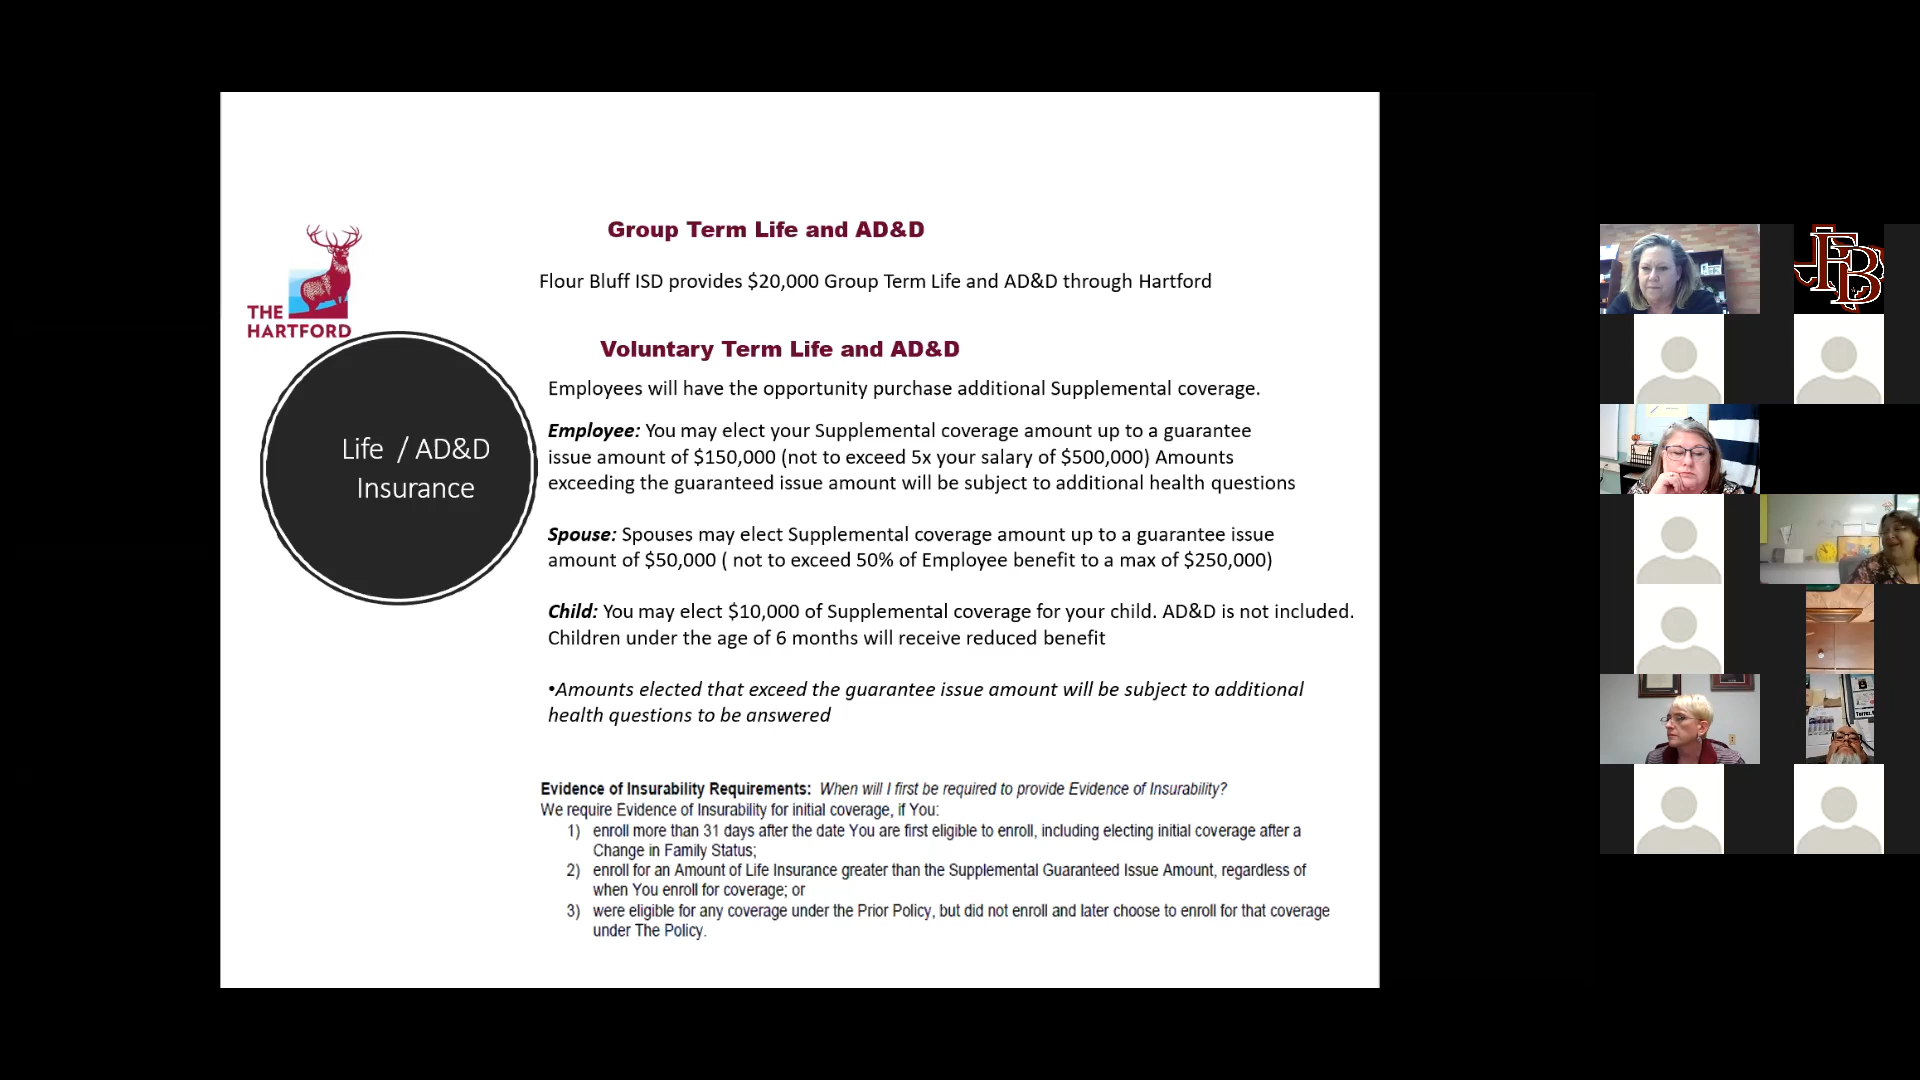 Group Term Life and AD&D
Flour Bluff ISD provides $20,000 Group Term Life and AD&D through Hartford
THE
HARTFORD
Life / AD&D
Insurance
Voluntary Term Life and AD&D
Employees will have the opportunity purchase additional Supplemental coverage.
Employee: You may elect your Supplemental coverage amount up to a guarantee
issue amount of $150,000 (not to exceed 5x your salary of $500,000) Amounts
exceeding the guaranteed issue amount will be subject to additional health questions
Spouse: Spouses may elect Supplemental coverage amount up to a guarantee issue
amount of $50,000 ( not to exceed 50% of Employee benefit to a max of $250,000)
Child: You may elect $10,000 of Supplemental coverage for your child. AD&D is not included.
Children under the age of 6 months will receive reduced benefit
•Amounts elected that exceed the guarantee issue amount will be subject to additional
health questions to be answered
Evidence of Insurability Requirements: When will I first be required to provide Evidence of Insurability?
We require Evidence of Insurability for initial coverage, if You:
1) enroll more than 31 days after the date You are first eligible to enroll, including electing initial coverage after a
Change in Family Status;
2) enroll for an Amount of Life Insurance greater than the Supplemental Guaranteed Issue Amount, regardless of
when You enroll for coverage; or
3) were eligible for any coverage under the Prior Policy, but did not enroll and later choose to enroll for that coverage
under The Policy.
FB